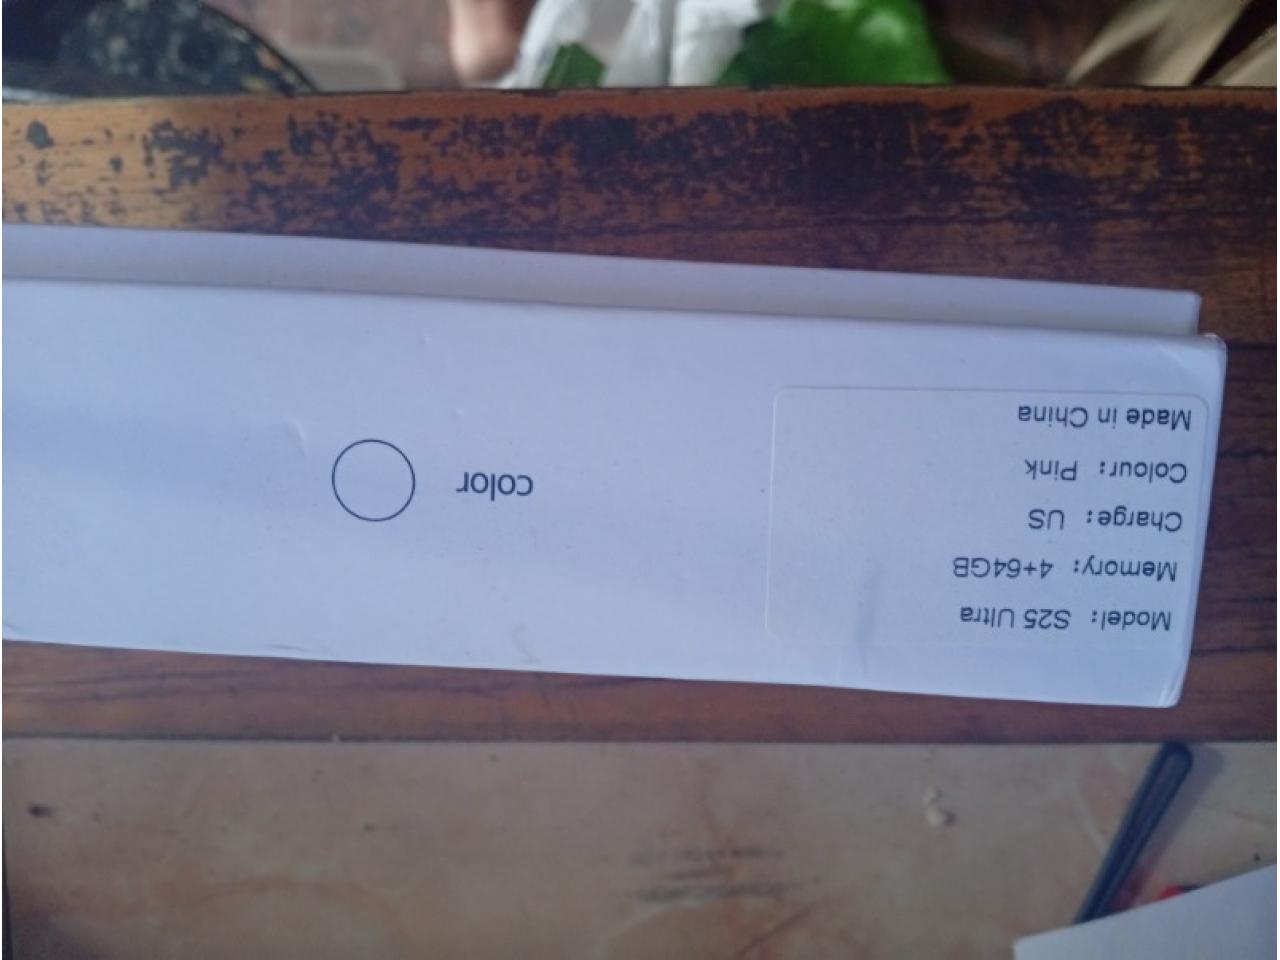 Model: S25 Ultra
Memory: 4+64GB
Charge: US
Colour: Pink
Made in China
color